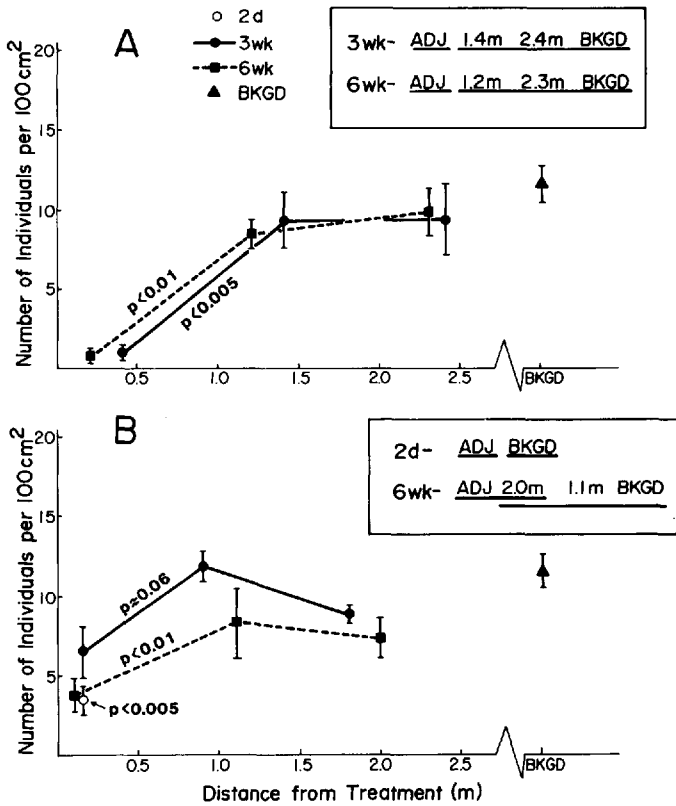 A
2d
3wk
6wk
BKGD
3wk- ADJ 1.4m 2.4m BKGD
6wk- ADJ 1.2m 2.3m BKGD
Number of Individuals per 100cm²
20
15
10
5
p<0.01
p<0.005
0.5 1.0 1.5 2.0 2.5 BKGD
B
2d- ADJ BKGD
6wk- ADJ 2.0m 1.1m BKGD
Number of Individuals per 100cm²
20
15
10
5
p=0.06
p<0.01
p<0.005
0.5 1.0 1.5 2.0 2.5 BKGD
Distance from Treatment (m)